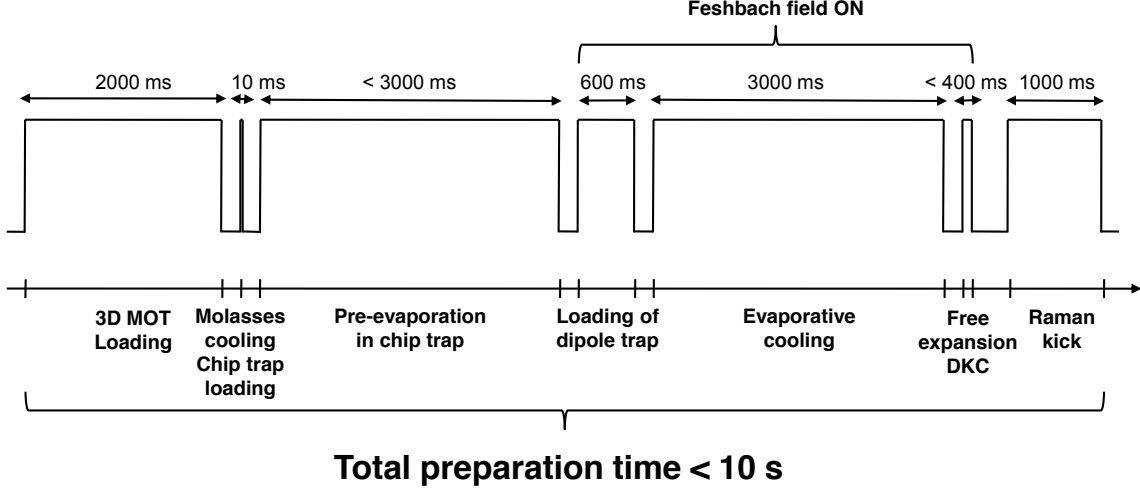 Feshbach field ON
2000 ms
10 ms
< 3000 ms
600 ms
3000 ms
< 400 ms
1000 ms
3D MOT
Loading
Molasses
cooling
Chip trap
loading
Pre-evaporation
in chip trap
Loading of
dipole trap
Evaporative
cooling
Free
expansion
DKC
Raman
kick
Total preparation time < 10 s